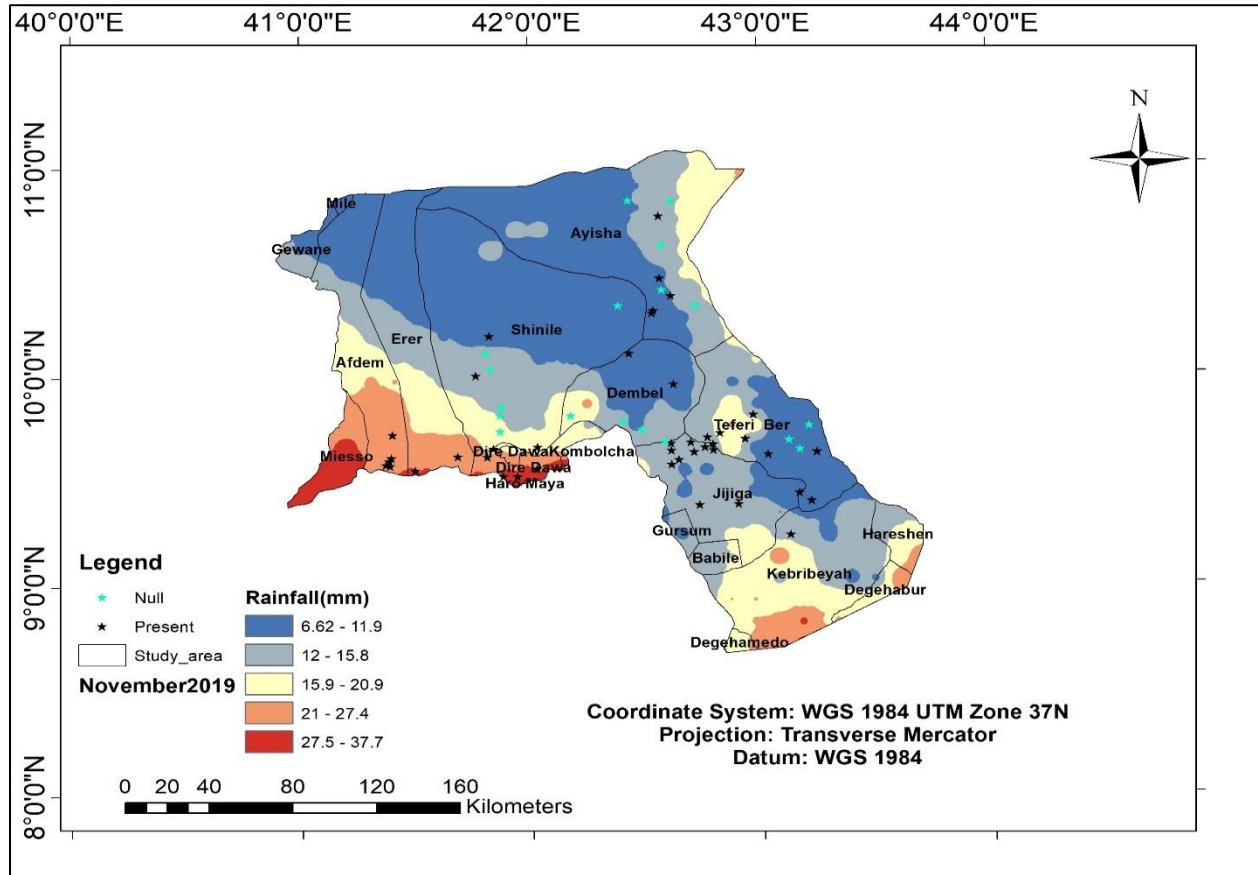 40°0'0"E 41°0'0"E 42°0'0"E 43°0'0"E 44°0'0"E
N
11°0'0"N
10°0'0"N
9°0'0"N
8°0'0"N
Mile
Gewane
Ayisha
Erer
Shinile
Afdem
Dembel
Teferi Ber
Miesso
Dire Dawa Kombolcha
Dire Dawa
Haro Maya
Jijiga
Gursum
Hareshen
Babile
Kebribeyah
Degehabur
Degehamedo
Legend
Null
Present
Study_area
November2019
Rainfall(mm)
6.62 - 11.9
12 - 15.8
15.9 - 20.9
21 - 27.4
27.5 - 37.7
Coordinate System: WGS 1984 UTM Zone 37N
Projection: Transverse Mercator
Datum: WGS 1984
0 20 40 80 120 160
Kilometers